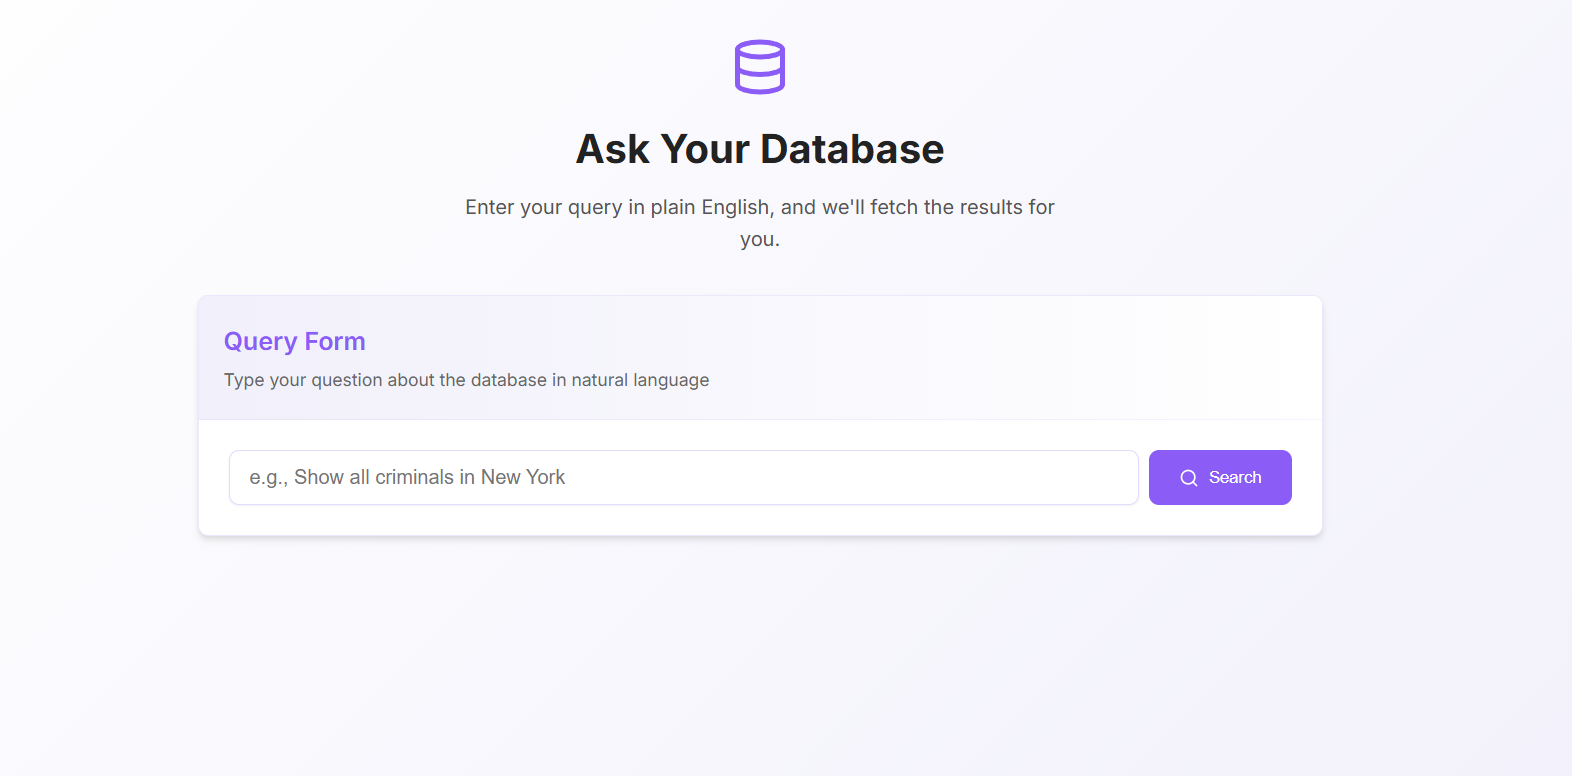 Ask Your Database
Enter your query in plain English, and we'll fetch the results for
you.
Query Form
Type your question about the database in natural language
e.g., Show all criminals in New York
Search